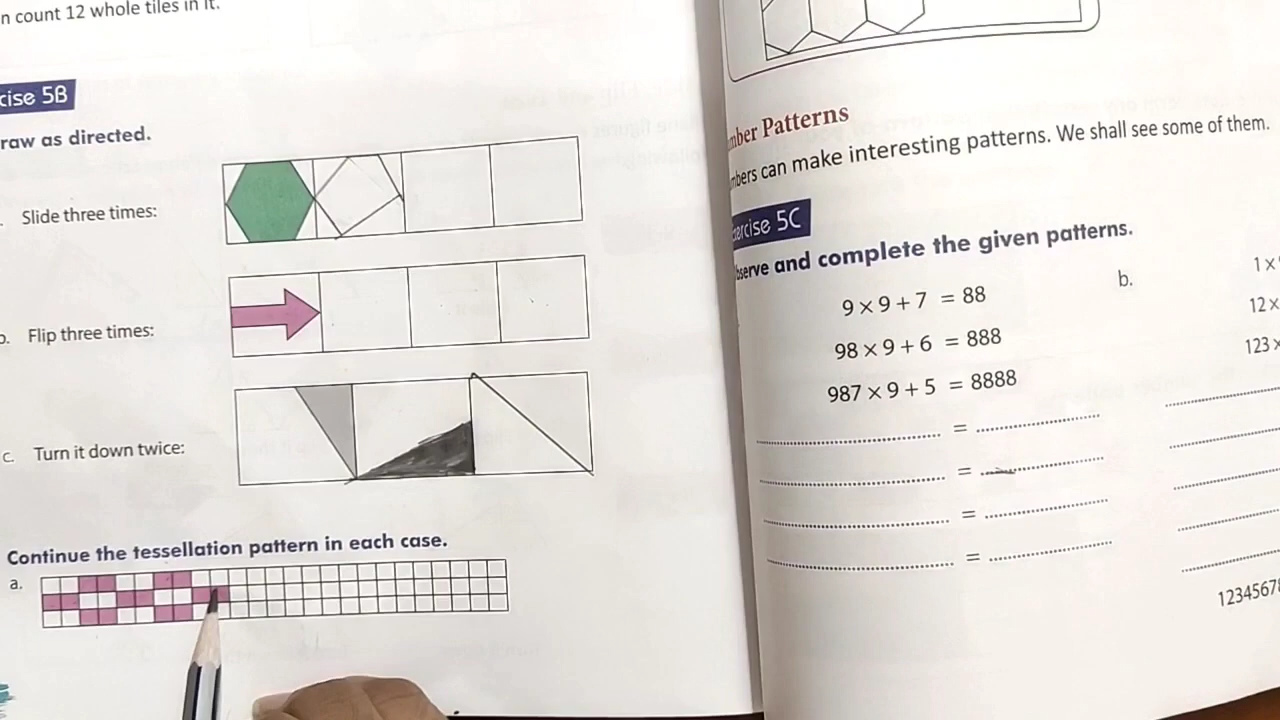 n count 12 whole tiles in it.
cise 5B
raw as directed.
Slide three times:
Flip three times:
c. Turn it down twice:
Continue the tessellation pattern in each case.
a.
mber Patterns
mbers can make interesting patterns. We shall see some of them.
ercise 5C
bserve and complete the given patterns.
9 × 9 + 7 = 88
98 × 9 + 6 = 888
987 × 9 + 5 = 8888
.............................. = ....................
.............................. = ....................
.............................. = ....................
.............................. = ....................
b.
1 ×
12 ×
123 ×
1234567